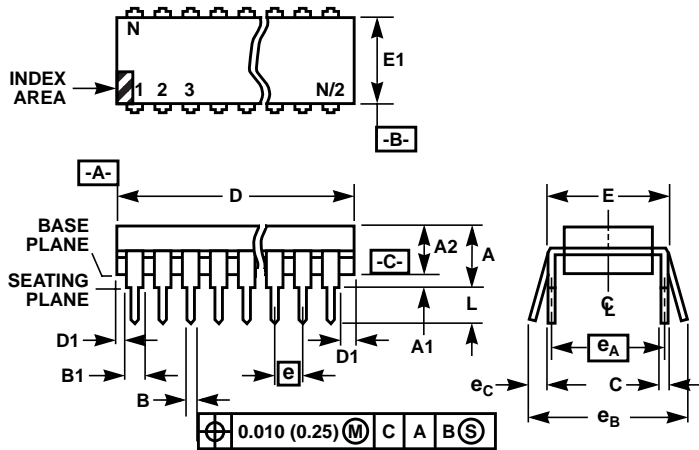 N
INDEX
AREA
1 2 3 N/2
E1
-B-
-A-
D
E
BASE
PLANE
A2
A
-C-
SEATING
PLANE
L
CL
D1
A1
D1
eA
B1
e
eC
C
B
eB
0.010 (0.25) M C A B S